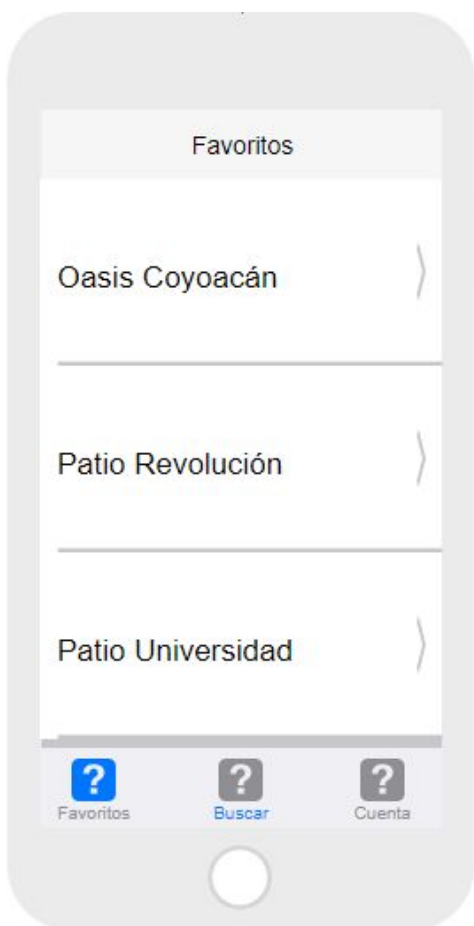 Favoritos
Oasis Coyoacán
Patio Revolución
Patio Universidad
? ? ?
Favoritos Buscar Cuenta